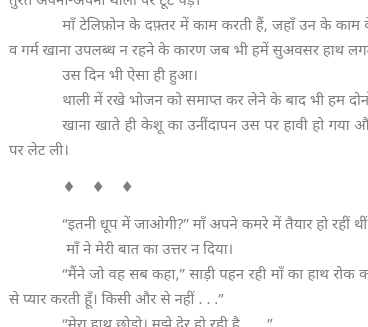 तुरंत अपनी-अपनी थाली पर टूट पड़े।
माँ टेलिफ़ोन के दफ़्तर में काम करती हैं, जहाँ उन के काम
व गर्म खाना उपलब्ध न रहने के कारण जब भी हमें सुअवसर हाथ
उस दिन भी ऐसा ही हुआ।
थाली में रखे भोजन को समाप्त कर लेने के बाद भी हम
खाना खाते ही केशू का उनींदापन उस पर हावी हो गया
पर लेट ली।
♦ ♦ ♦
“इतनी धूप में जाओगी?” माँ अपने कमरे में तैयार हो रहीं थीं
माँ ने मेरी बात का उत्तर न दिया।
“मैंने जो वह सब कहा,” साड़ी पहन रही माँ का हाथ रोक
से प्यार करती हूँ। किसी और से नहीं . . .”
“मेरा हाथ छोड़ो। मुझे देर हो रही है . . .”